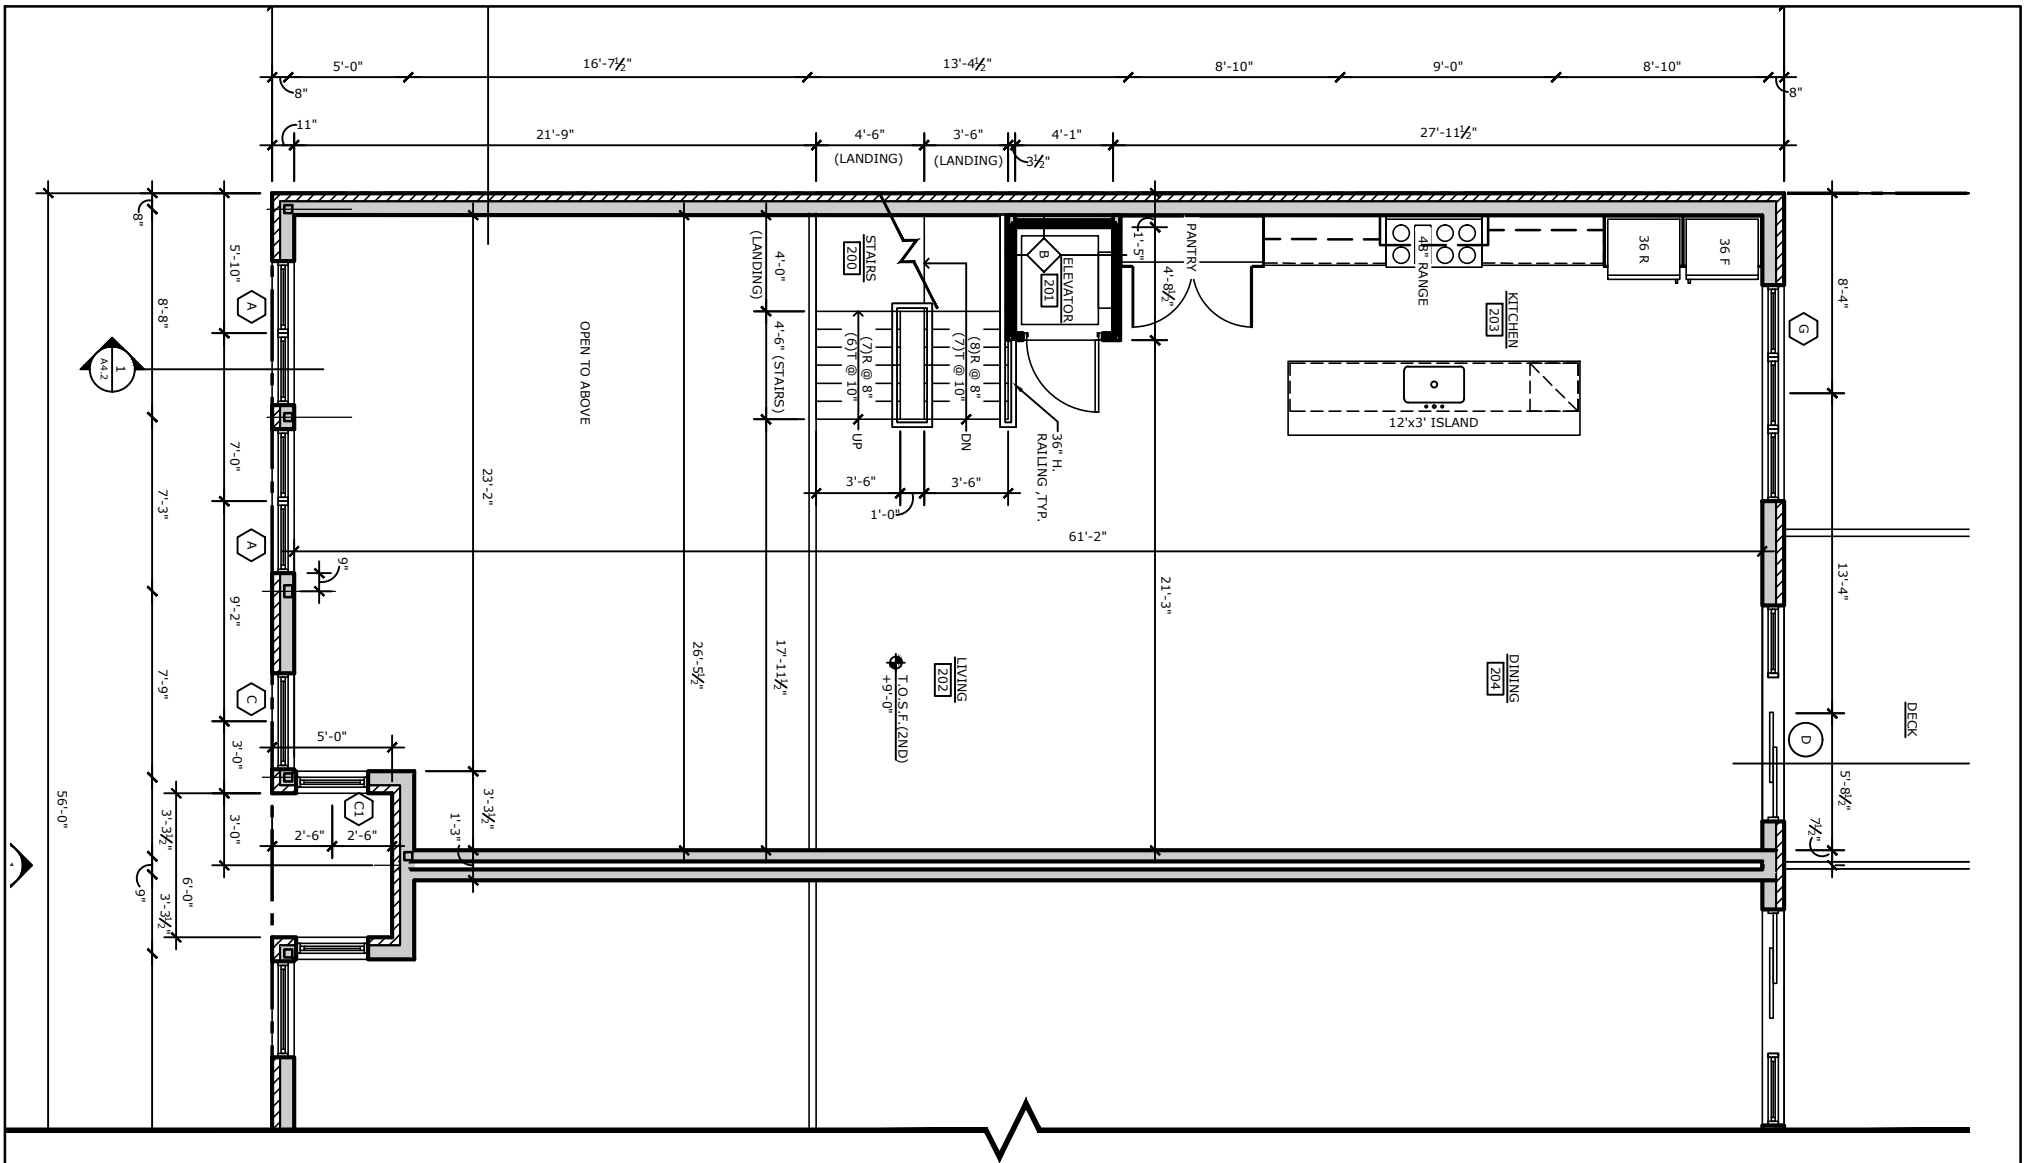 5'-0"
16'-7½"
13'-4½"
8'-10"
9'-0"
8'-10"
8"
8"
11"
21'-9"
4'-6"
(LANDING)
3'-6"
(LANDING)
3½"
4'-1"
27'-11½"
8"
5'-10"
8'-8"
A
1
A4.2
7'-0"
7'-3"
A
9"
9'-2"
7'-9"
C
3'-0"
56'-0"
3'-0"
3'-3½"
6'-0"
9"
3'-3½"
5'-0"
2'-6"
2'-6"
C1
OPEN TO ABOVE
23'-2"
3'-3½"
1'-3"
26'-5½"
4'-0"
(LANDING)
4'-6" (STAIRS)
17'-11½"
STAIRS
200
(7)R @ 8"
(6)T @ 10"
UP
(8)R @ 8"
(7)T @ 10"
DN
3'-6"
3'-6"
1'-0"
36" H.
RAILING ,TYP.
B
ELEVATOR
201
1'-5"
4'-8½"
PANTRY
48" RANGE
36 R
36 F
KITCHEN
203
12'x3' ISLAND
61'-2"
21'-3"
LIVING
202
T.O.S.F.(2ND)
+9'-0"
DINING
204
G
8'-4"
13'-4"
D
DECK
5'-8½"
7½"